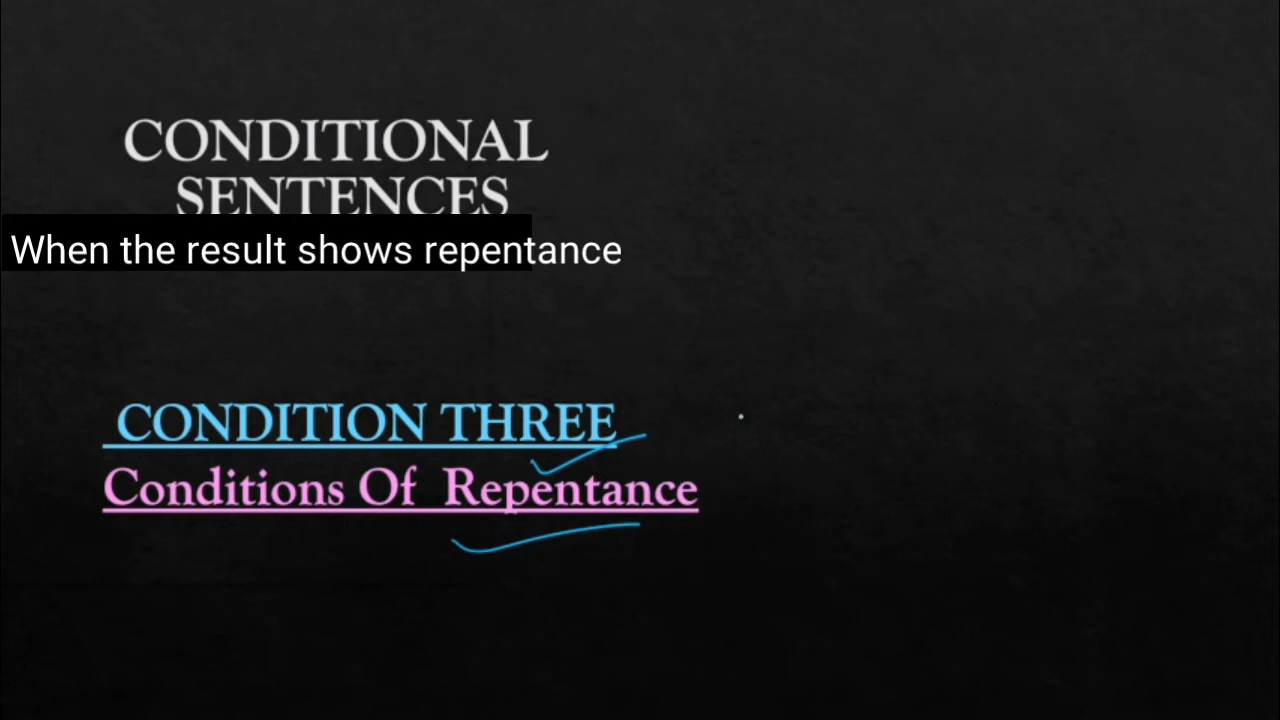 CONDITIONAL
SENTENCES
When the result shows repentance
CONDITION THREE
Conditions Of Repentance